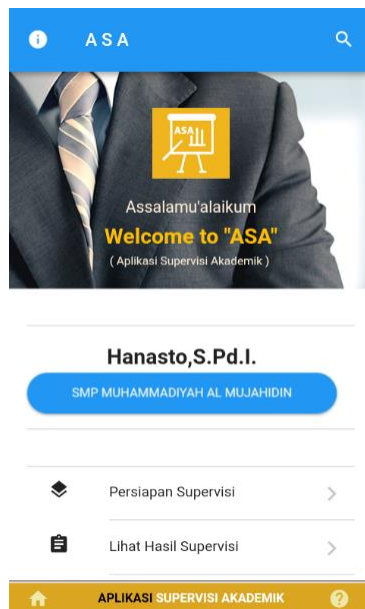 A S A
ASA
Assalamu'alaikum
Welcome to "ASA"
( Aplikasi Supervisi Akademik )
Hanasto,S.Pd.I.
SMP MUHAMMADIYAH AL MUJAHIDIN
Persiapan Supervisi
Lihat Hasil Supervisi
APLIKASI SUPERVISI AKADEMIK